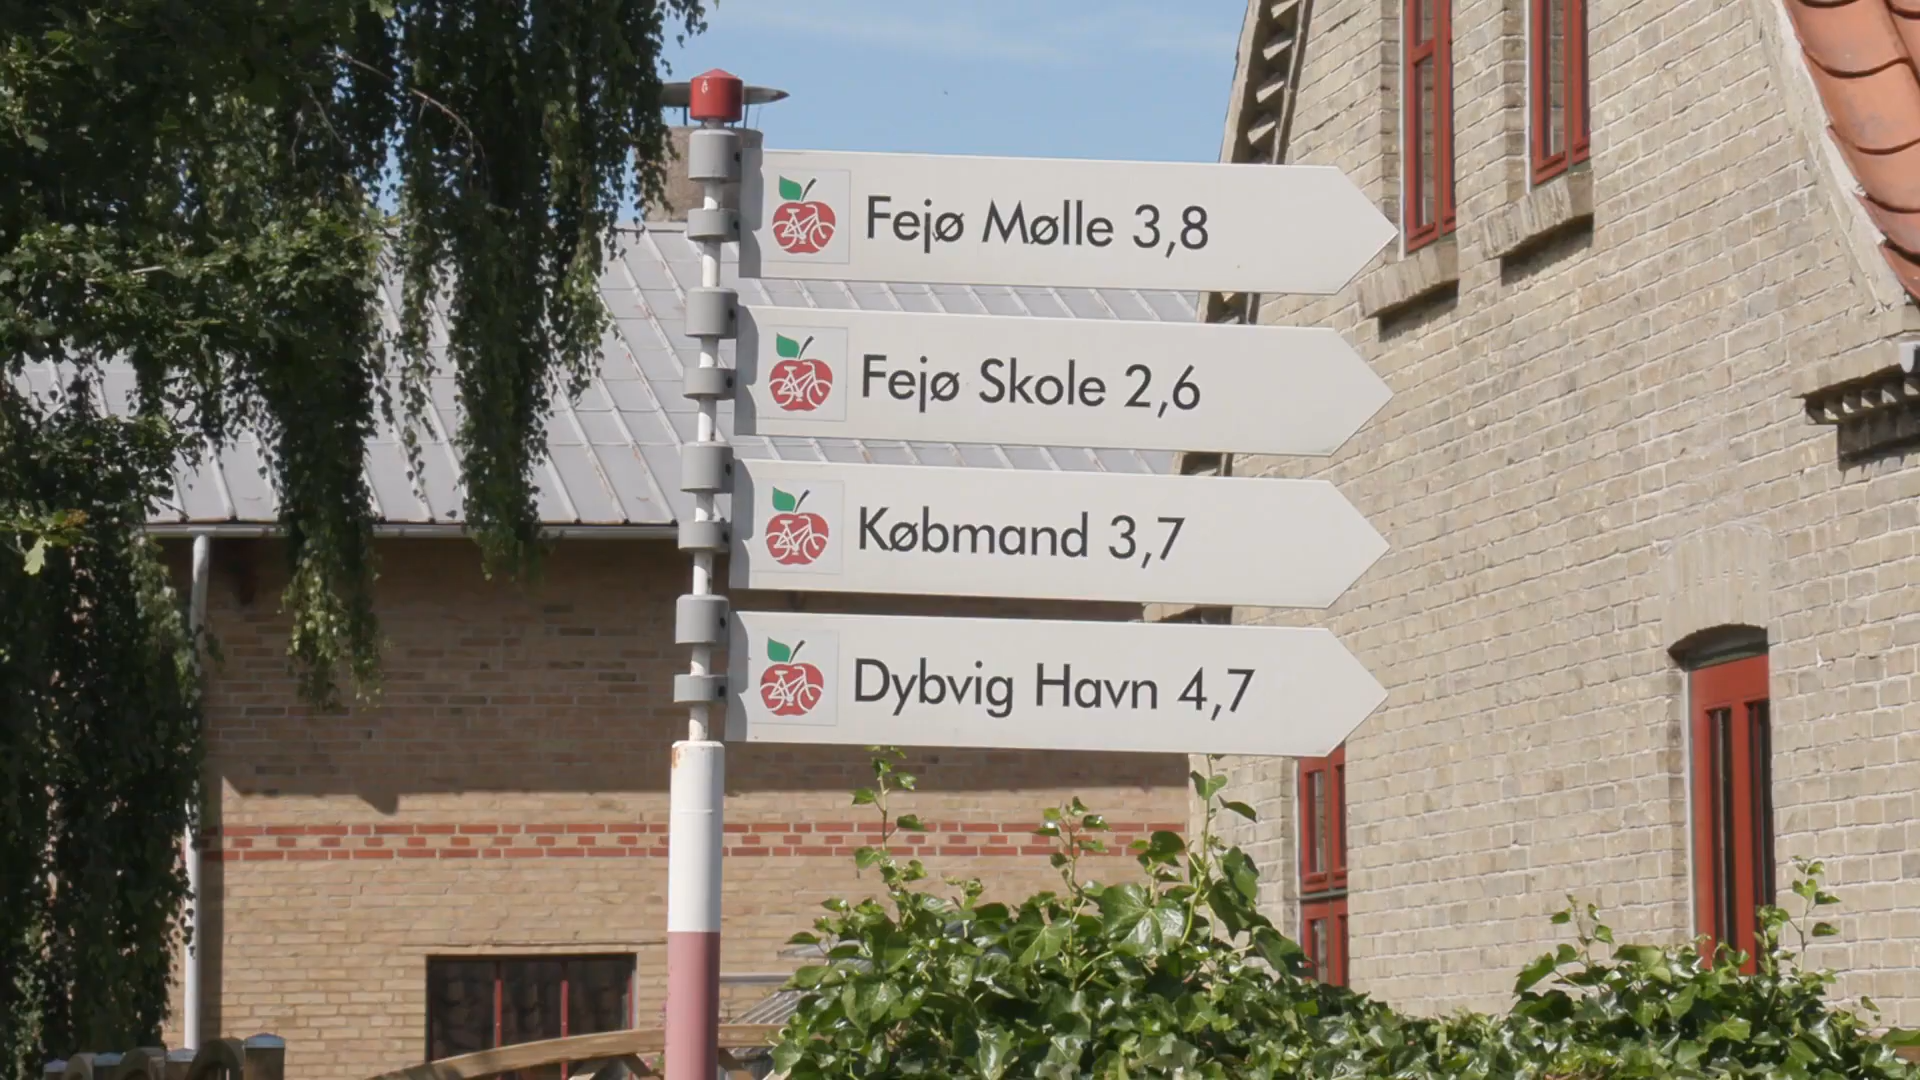 Fejø Mølle 3,8
Fejø Skole 2,6
Købmand 3,7
Dybvig Havn 4,7